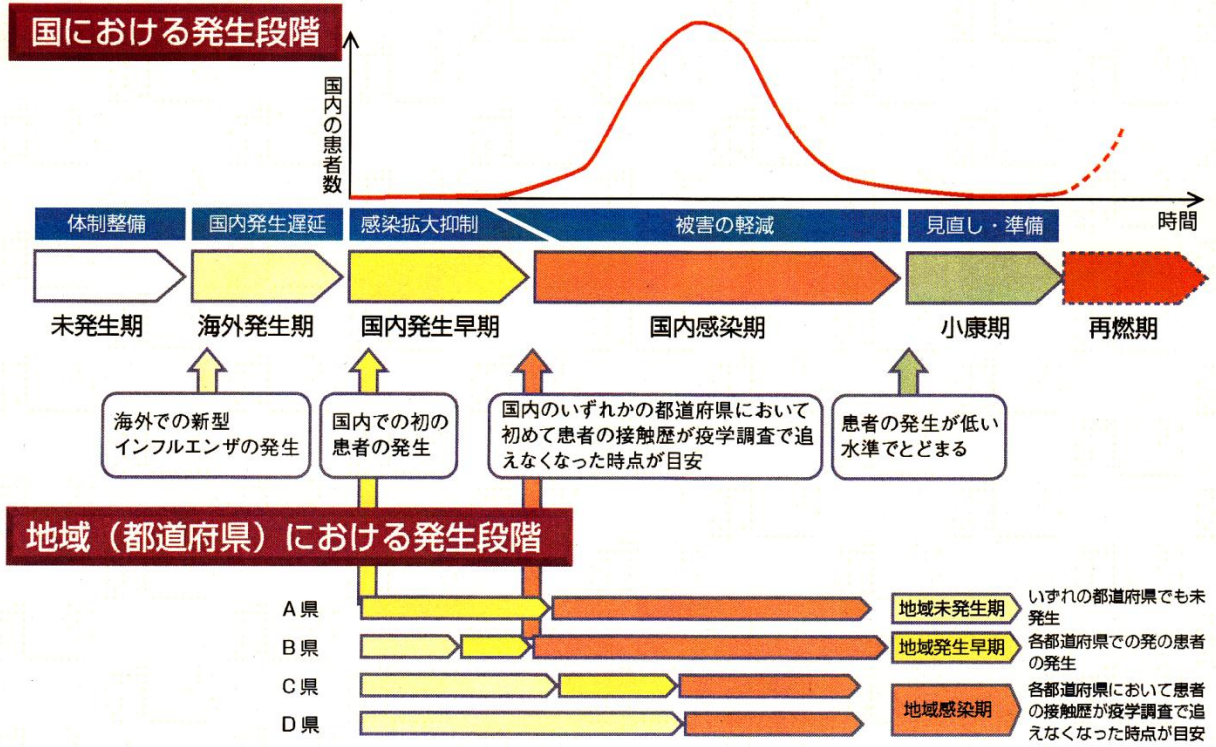 国における発生段階
国内の患者数
時間
体制整備
国内発生遅延
感染拡大抑制
被害の軽減
見直し・準備
未発生期
海外発生期
国内発生早期
国内感染期
小康期
再燃期
海外での新型
インフルエンザの発生
国内での初の
患者の発生
国内のいずれかの都道府県において
初めて患者の接触歴が疫学調査で追
えなくなった時点が目安
患者の発生が低い
水準でとどまる
地域（都道府県）における発生段階
A県
B県
C県
D県
地域未発生期
いずれの都道府県でも未
発生
地域発生早期
各都道府県での発の患者
の発生
地域感染期
各都道府県において患者
の接触歴が疫学調査で追
えなくなった時点が目安